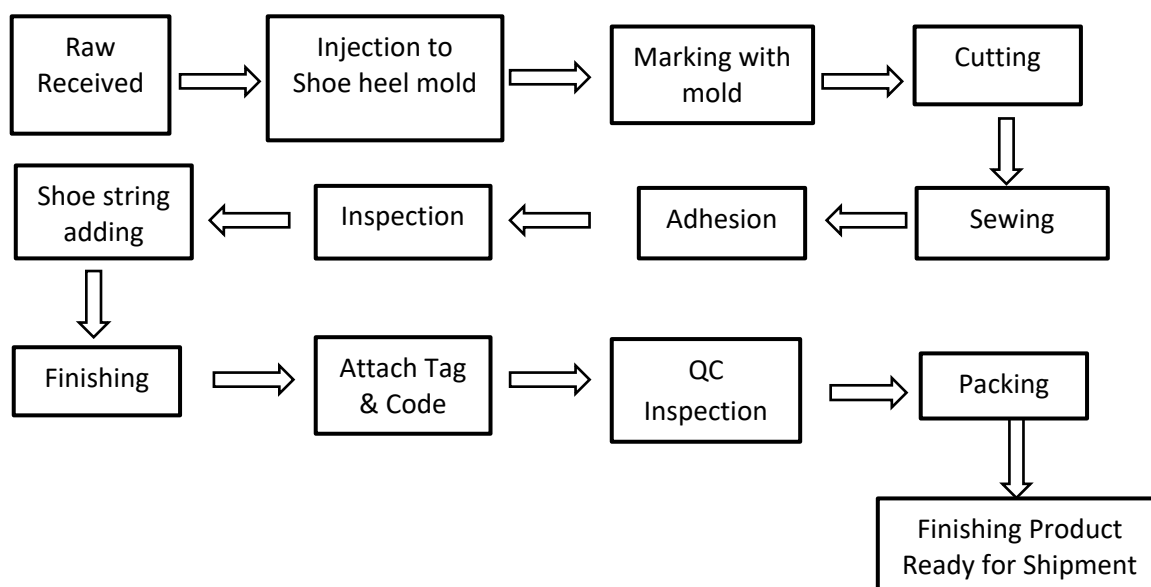 Raw
Received
Injection to
Shoe heel mold
Marking with
mold
Cutting
Sewing
Adhesion
Inspection
Shoe string
adding
Finishing
Attach Tag
& Code
QC
Inspection
Packing
Finishing Product
Ready for Shipment